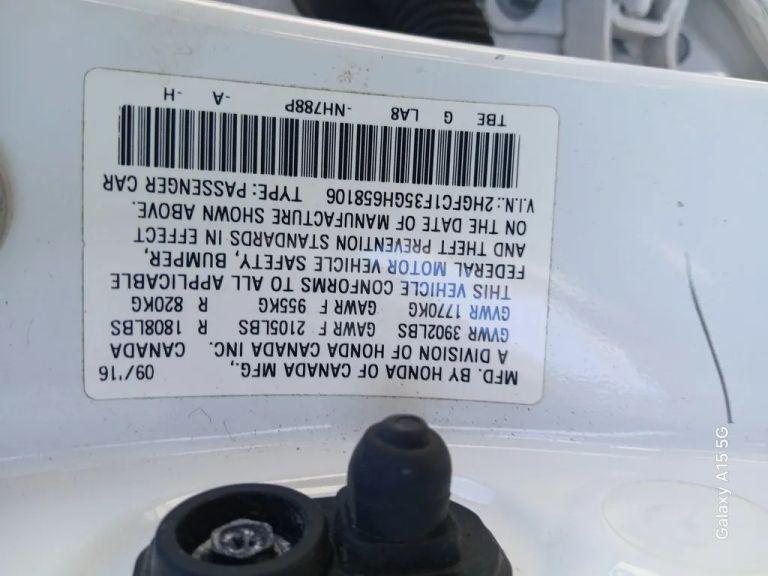 MFD. BY HONDA OF CANADA MFG., 09/'16
A DIVISION OF HONDA CANADA INC. CANADA
GVWR 3902LBS GAWR F 2105LBS R 1808LBS
GVWR 1770KG GAWR F 955KG R 820KG
THIS VEHICLE CONFORMS TO ALL APPLICABLE
FEDERAL MOTOR VEHICLE SAFETY, BUMPER,
AND THEFT PREVENTION STANDARDS IN EFFECT
ON THE DATE OF MANUFACTURE SHOWN ABOVE.
V.I.N.: 2HGFC1F35GH658106 TYPE: PASSENGER CAR
TBE G LA8 -NH788P -A -H
Galaxy A15 5G